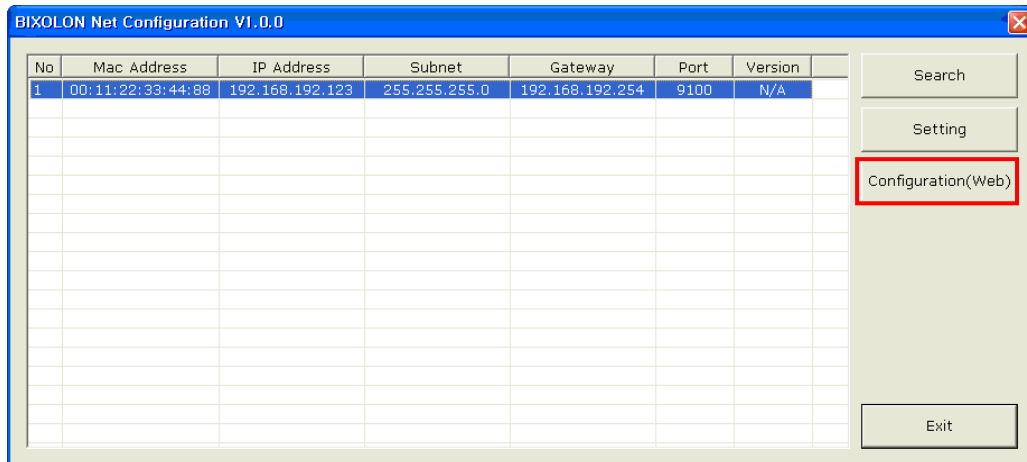 BIXOLON Net Configuration V1.0.0
No Mac Address IP Address Subnet Gateway Port Version
1 00:11:22:33:44:88 192.168.192.123 255.255.255.0 192.168.192.254 9100 N/A
Search
Setting
Configuration(Web)
Exit